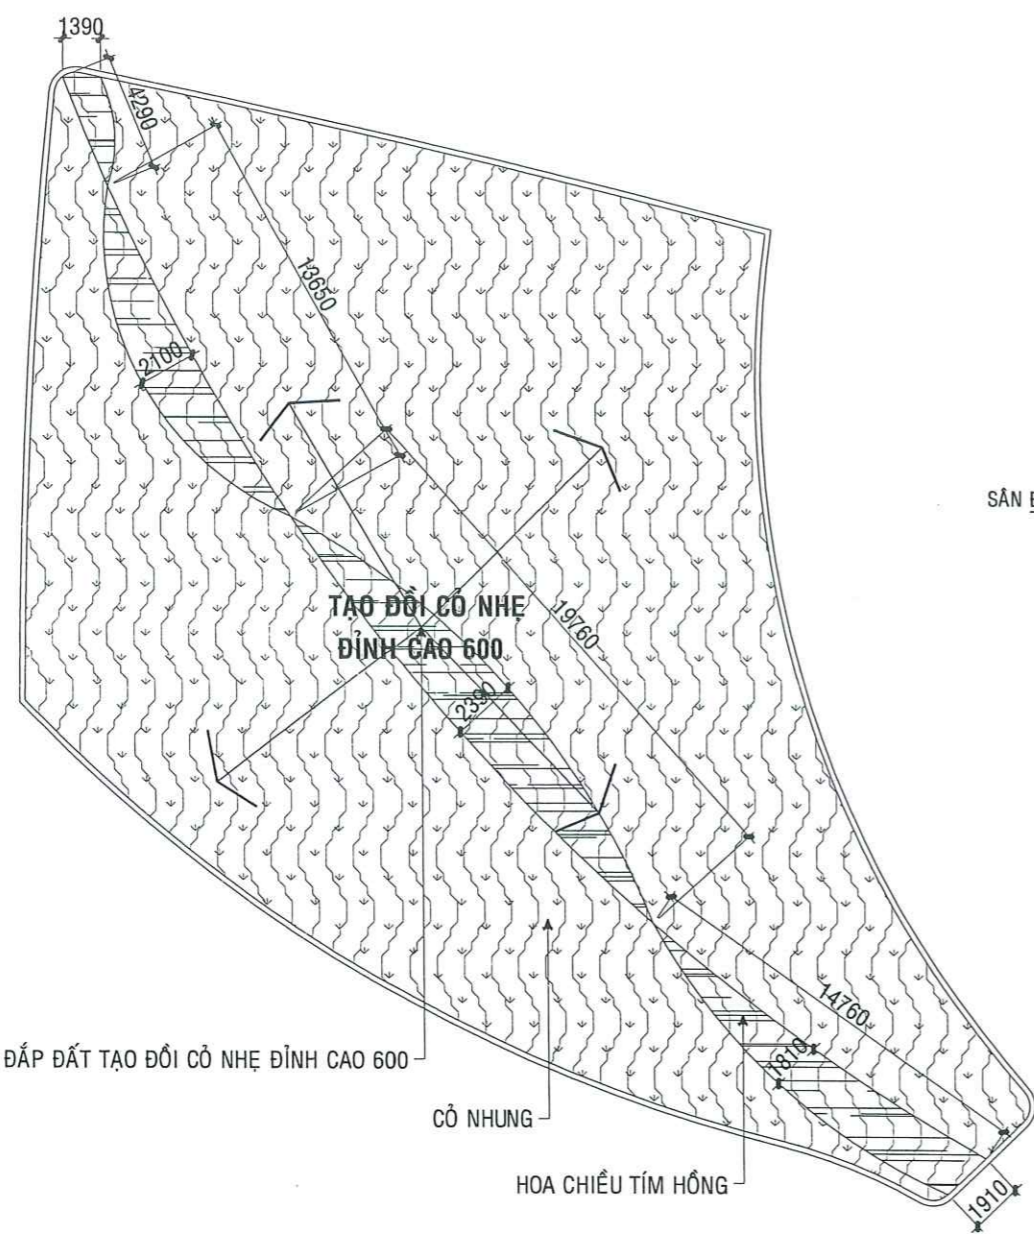 1390
4290
13650
2100
SÂN
19760
TẠO ĐỒI CỎ NHẸ
ĐỈNH CAO 600
2390
14760
1810
ĐẮP ĐẤT TẠO ĐỒI CỎ NHẸ ĐỈNH CAO 600
CỎ NHUNG
HOA CHIỀU TÍM HỒNG
1910